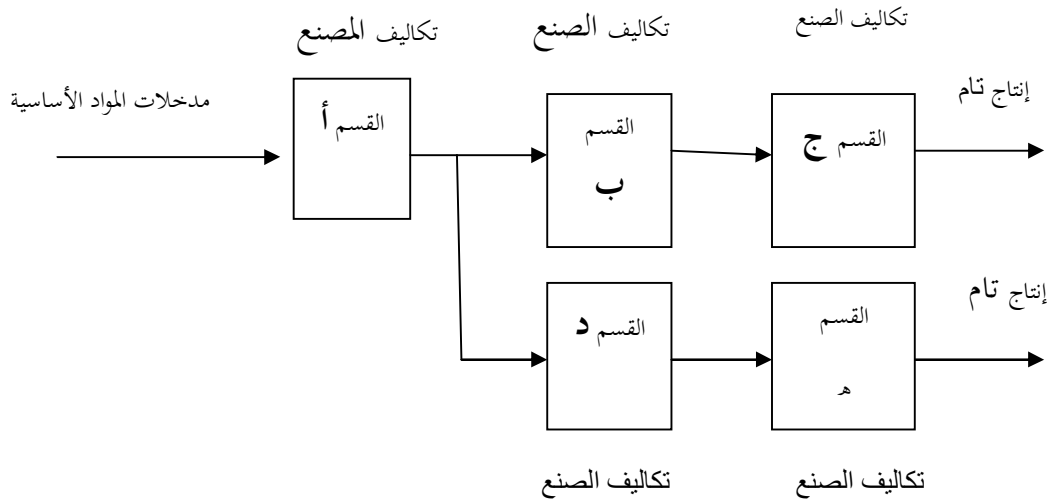 تكاليف المصنع
تكاليف الصنع
تكاليف الصنع
مدخلات المواد الأساسية
القسم أ
القسم
ب
القسم ج
إنتاج تام
القسم د
القسم
ه
إنتاج تام
تكاليف الصنع
تكاليف الصنع